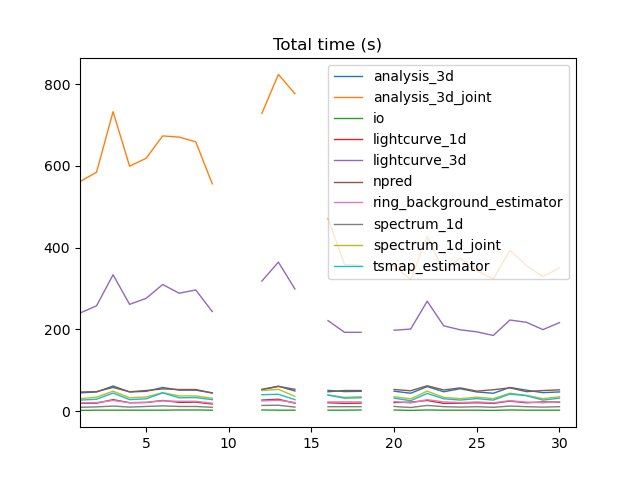 Total time (s)
800
600
400
200
0
5
10
15
20
25
30
analysis_3d
analysis_3d_joint
io
lightcurve_1d
lightcurve_3d
npred
ring_background_estimator
spectrum_1d
spectrum_1d_joint
tsmap_estimator